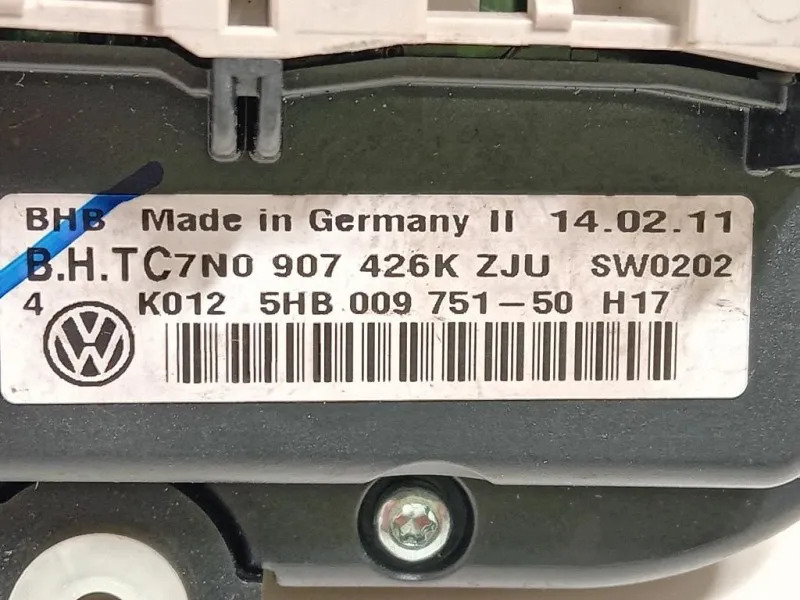 BHB Made in Germany II 14.02.11
B.H.TC7N0 907 426K ZJU SW0202
4 K012 5HB 009 751-50 H17